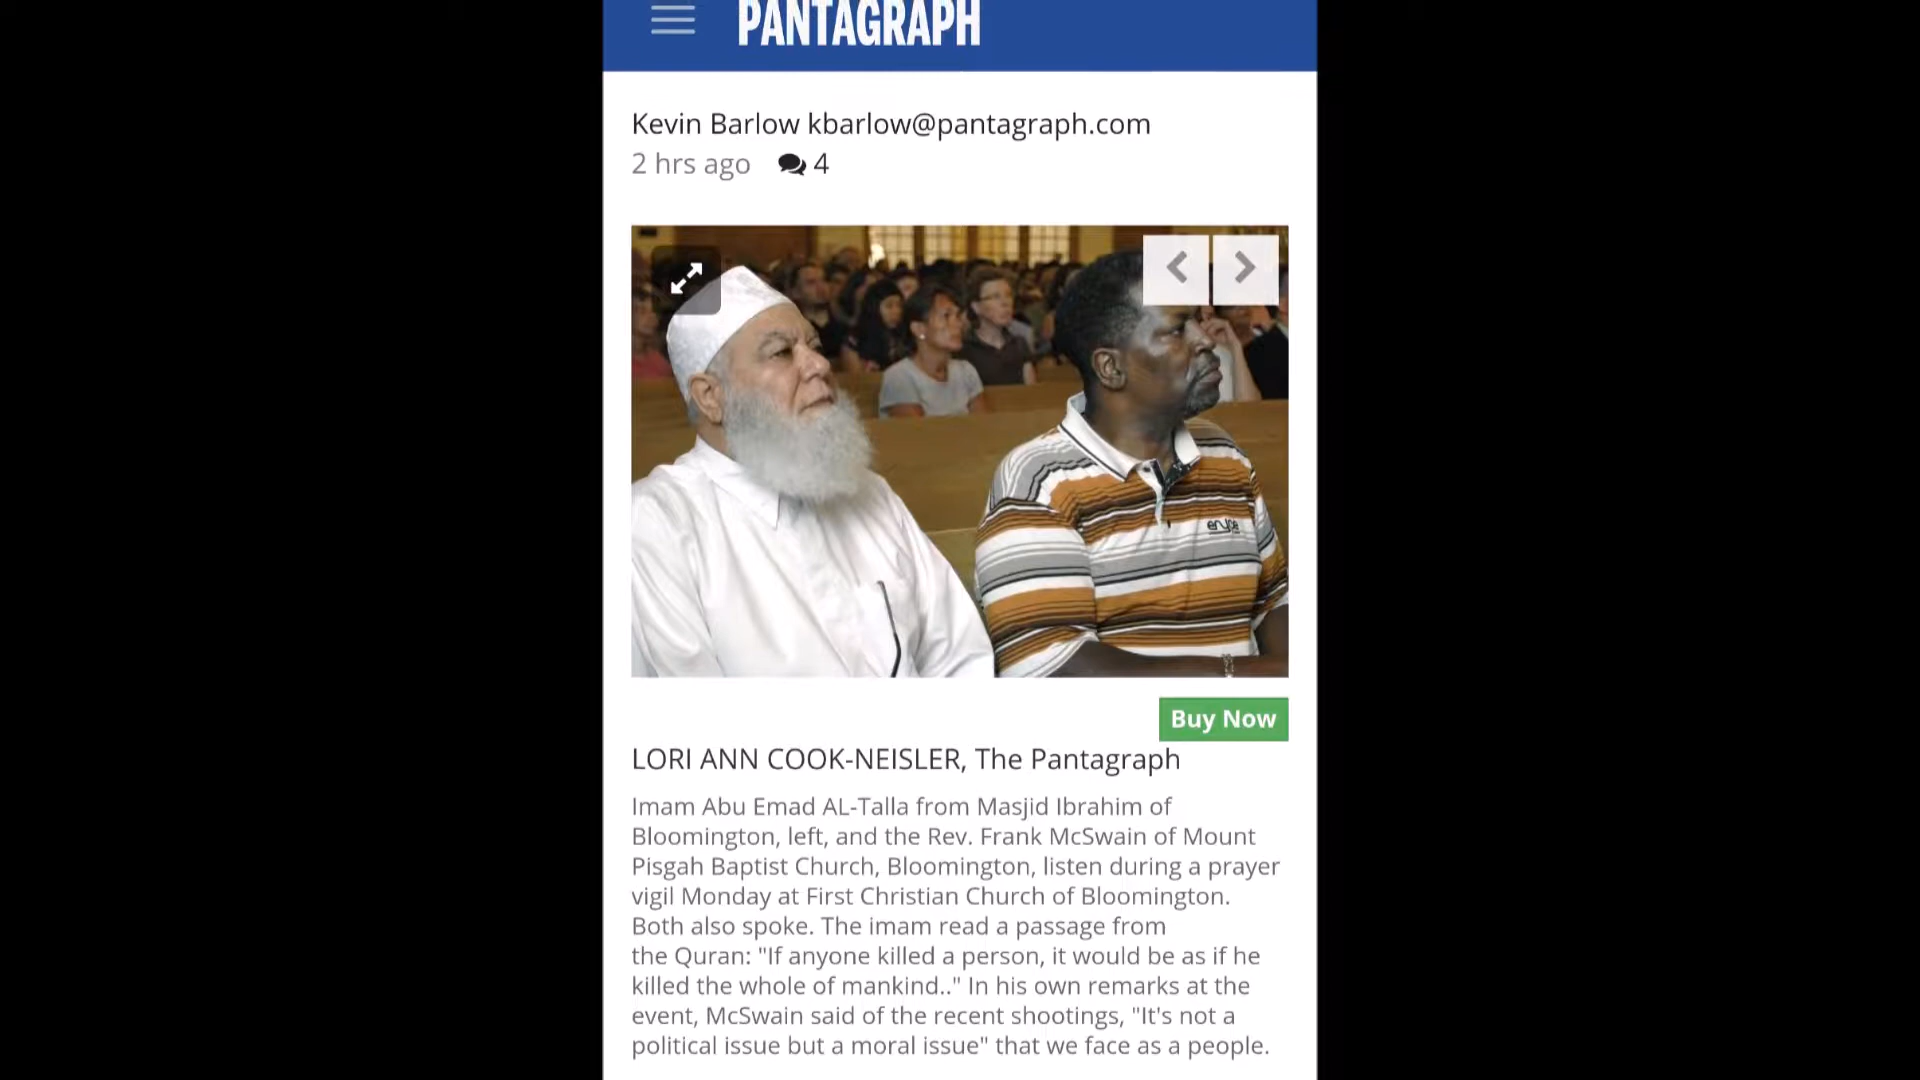 PANTAGRAPH
Kevin Barlow kbarlow@pantagraph.com
2 hrs ago 4
enyce
Buy Now
LORI ANN COOK-NEISLER, The Pantagraph
Imam Abu Emad AL-Talla from Masjid Ibrahim of
Bloomington, left, and the Rev. Frank McSwain of Mount
Pisgah Baptist Church, Bloomington, listen during a prayer
vigil Monday at First Christian Church of Bloomington.
Both also spoke. The imam read a passage from
the Quran: "If anyone killed a person, it would be as if he
killed the whole of mankind.." In his own remarks at the
event, McSwain said of the recent shootings, "It's not a
political issue but a moral issue" that we face as a people.